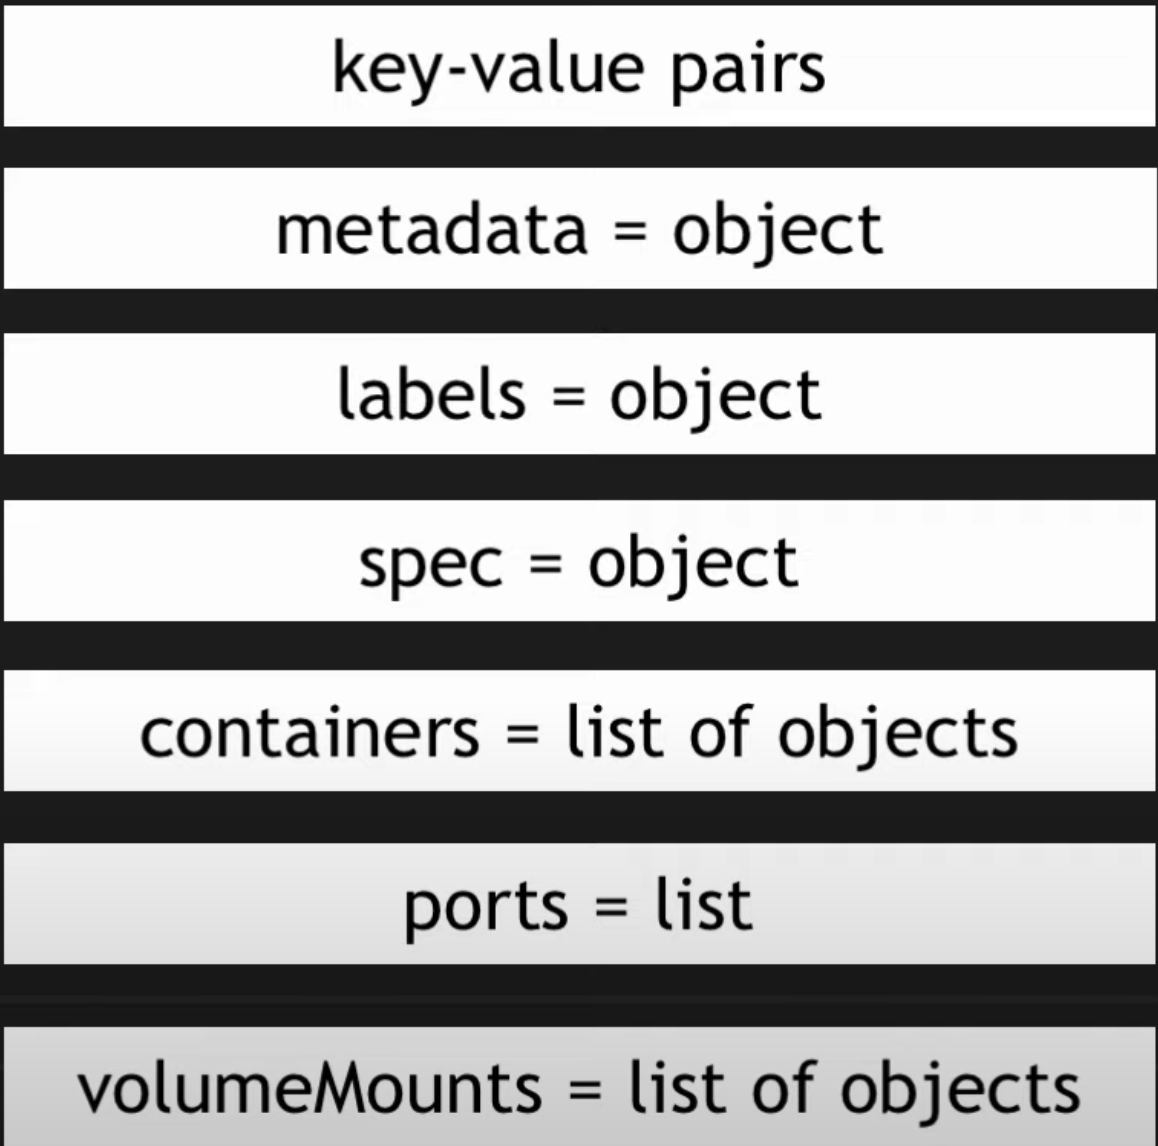 key-value pairs
metadata = object
labels = object
spec = object
containers = list of objects
ports = list
volumeMounts = list of objects